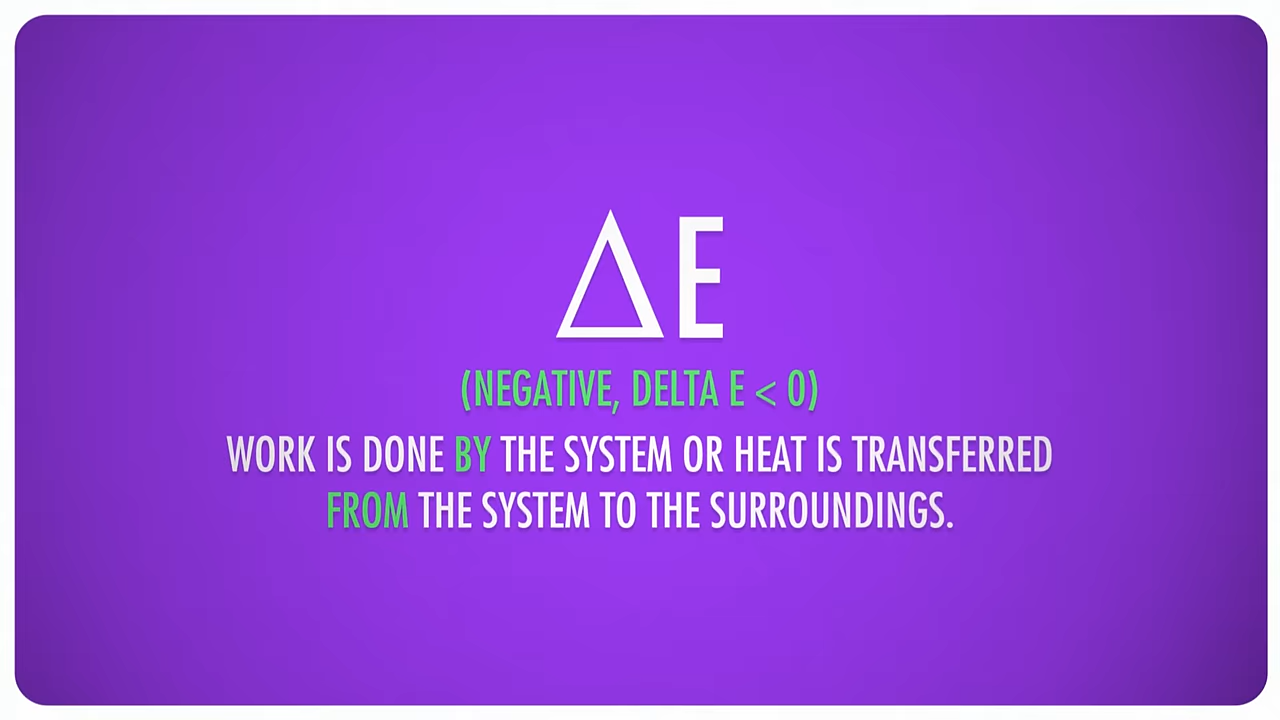 ΔE
(NEGATIVE, DELTA E < 0)
WORK IS DONE BY THE SYSTEM OR HEAT IS TRANSFERRED
FROM THE SYSTEM TO THE SURROUNDINGS.